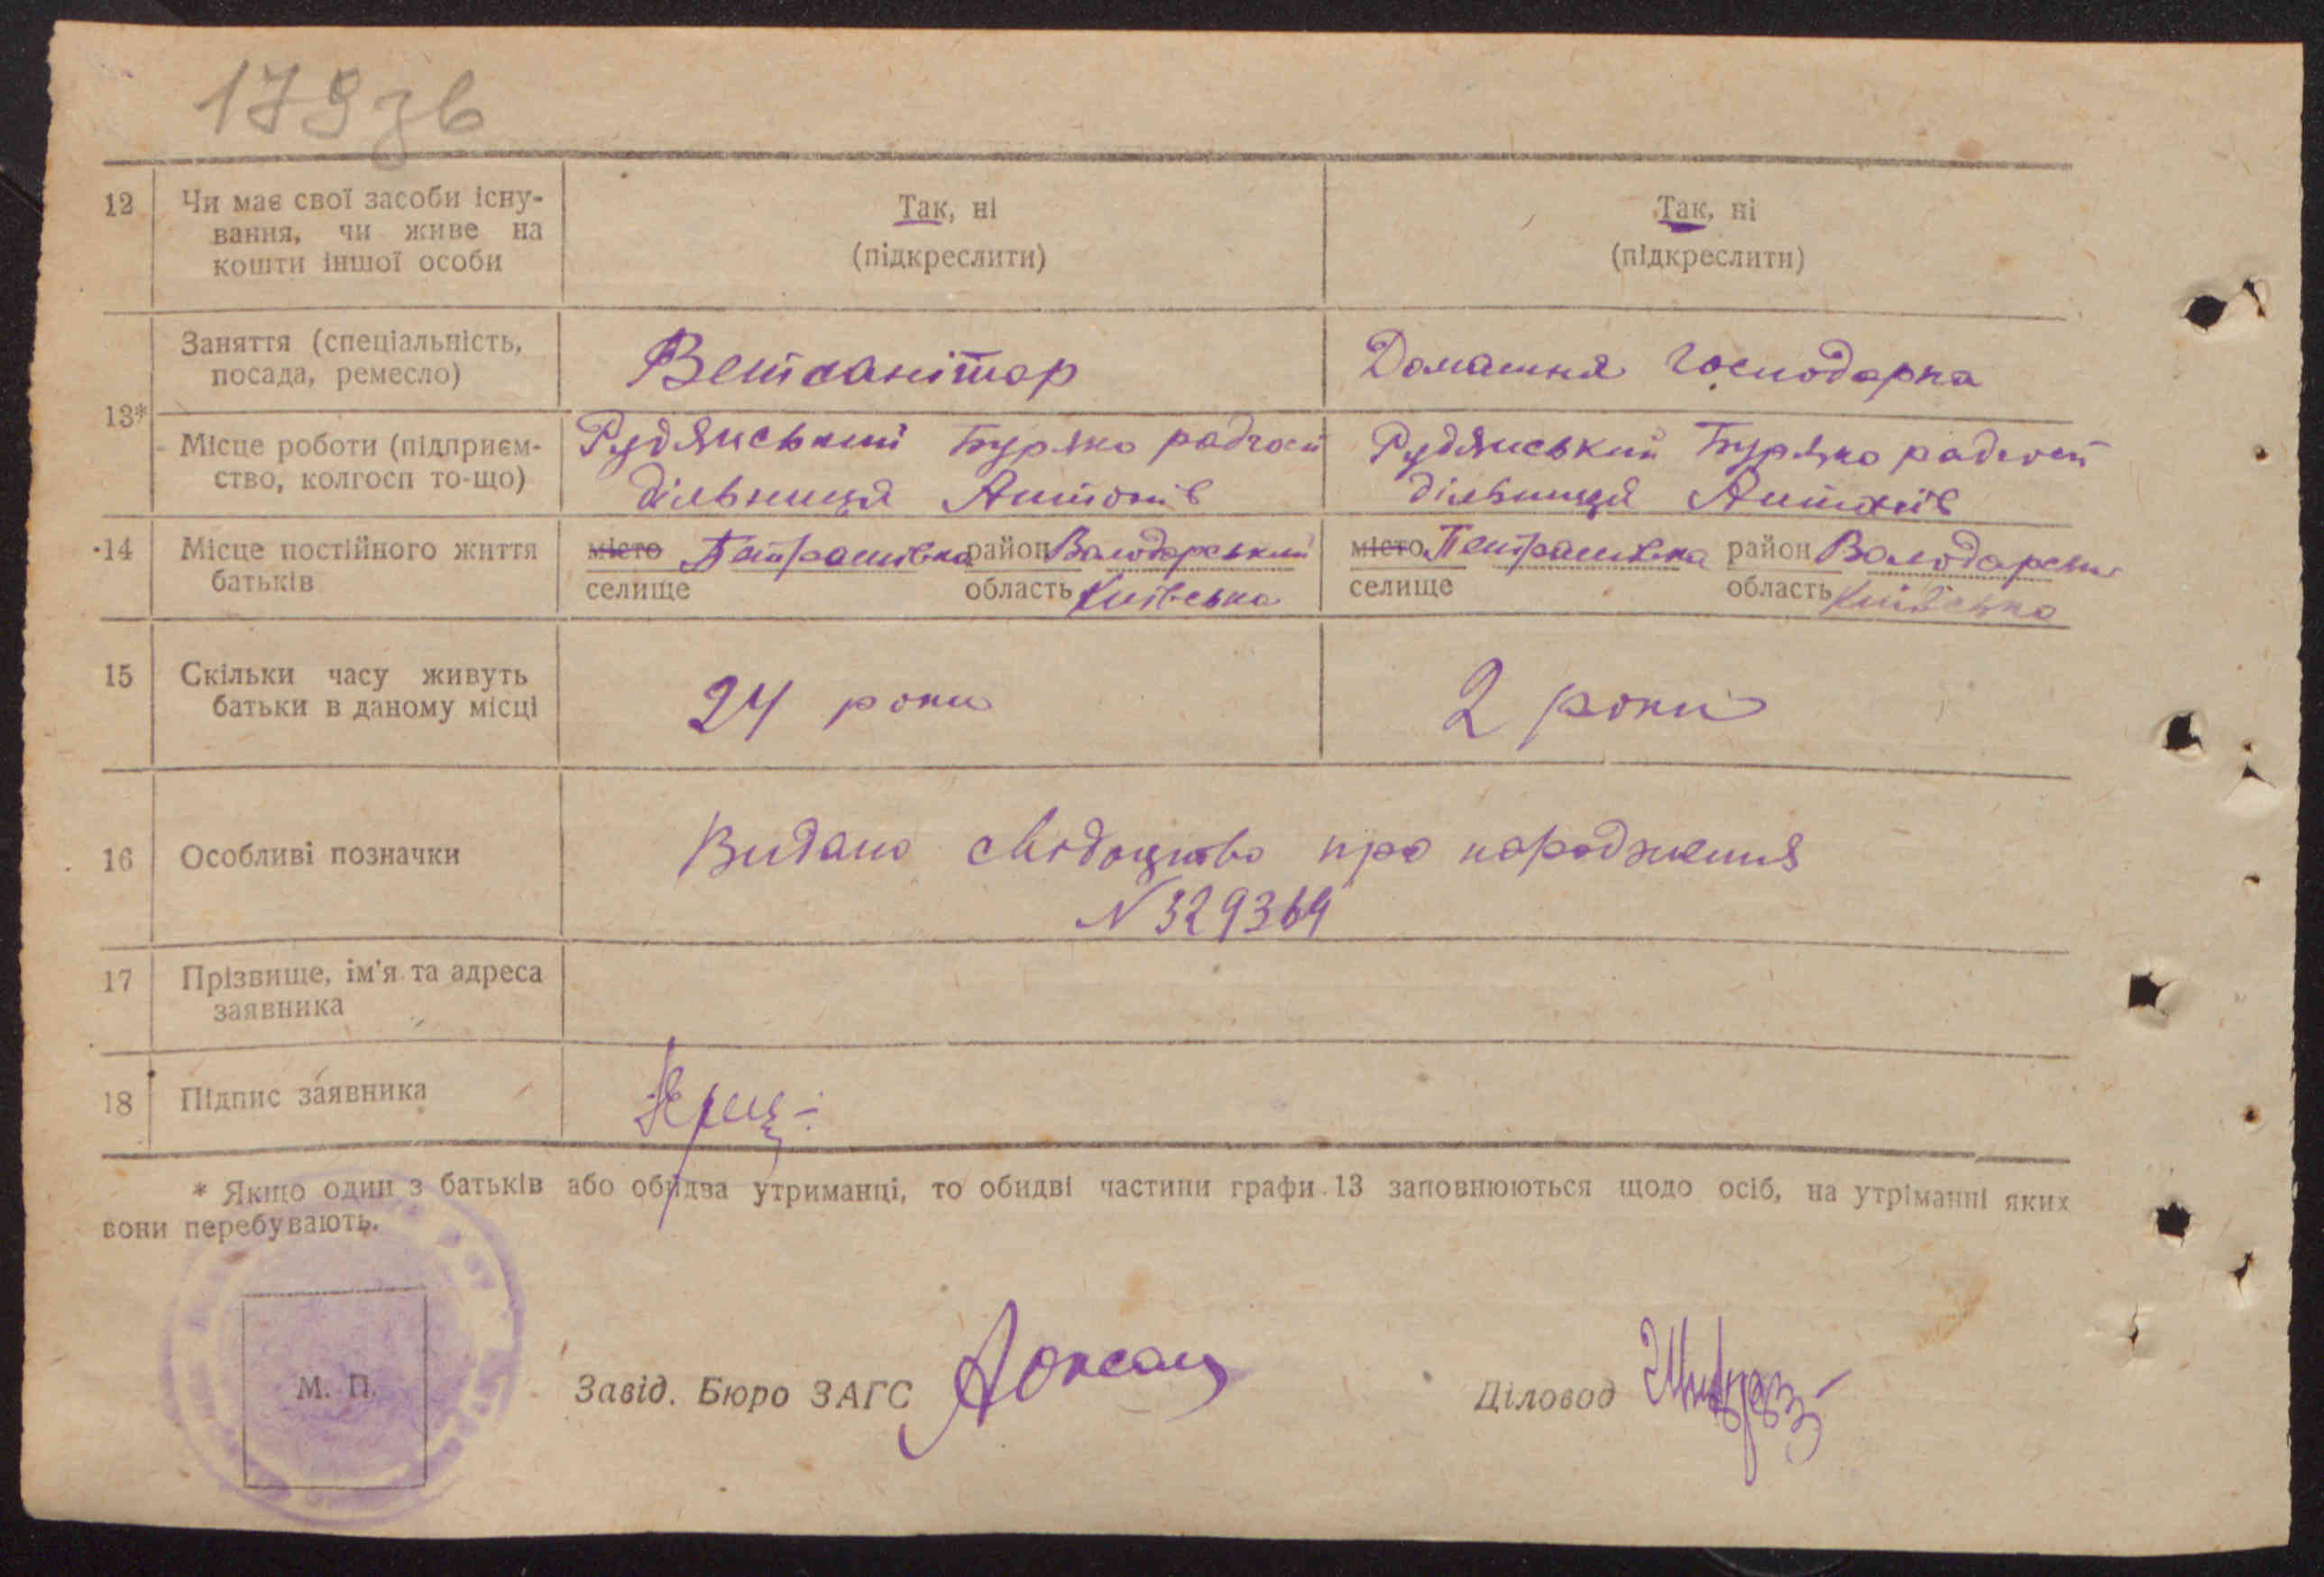 179 зв
12 Чи має свої засоби існу- Так, ні Так, ні
вання, чи живе на
кошти іншої особи (підкреслити) (підкреслити)
Заняття (спеціальність,
посада, ремесло) Ветсанітар Домашня господарка
13*
Місце роботи (підприєм- Рудянський Буряко радгосп Рудянський Буряко радгосп
ство, колгосп то-що) дільниця Антонів дільниця Антонів
14 Місце постійного життя місто Петрашівка район Володарський місто Петрашівка район Володарськи
батьків селище область Київська селище область Київська
15 Скільки часу живуть
батьки в даному місці 24 роки 2 роки
16 Особливі позначки Видано свідоцтво про народження
N 329369
17 Прізвище, ім'я та адреса
заявника
18 Підпис заявника
* Якщо один з батьків або обидва утриманці, то обидві частини графи 13 заповнюються щодо осіб, на утріманні яких
вони перебувають.
М. П.
Завід. Бюро ЗАГС Діловод